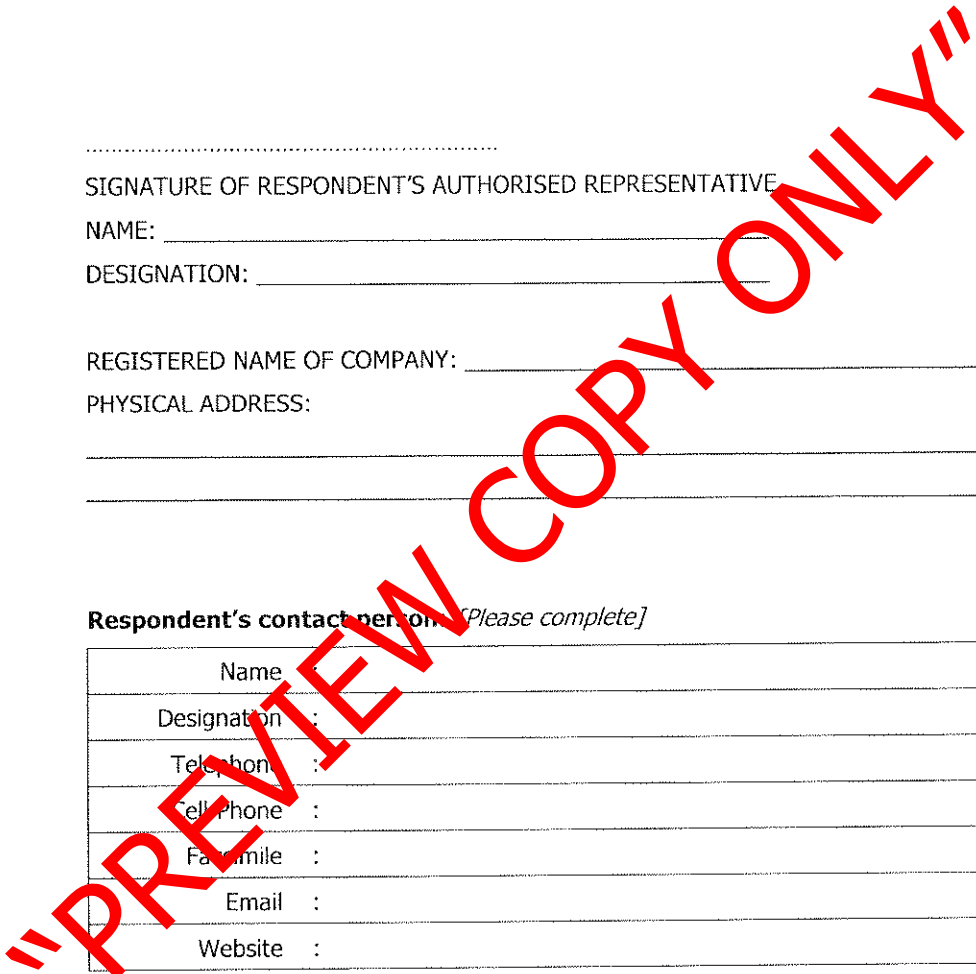 SIGNATURE OF RESPONDENT'S AUTHORISED REPRESENTATIVE
NAME:
DESIGNATION:
REGISTERED NAME OF COMPANY:
PHYSICAL ADDRESS:
Respondent's contact person: [Please complete]
Name :
Designation :
Telephone :
Cell Phone :
Facsimile :
Email :
Website :
"PREVIEW COPY ONLY"